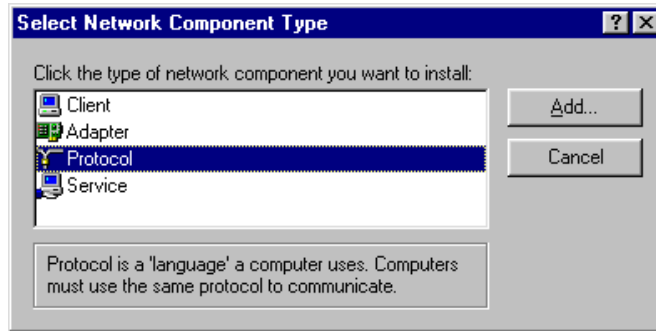 Select Network Component Type
Click the type of network component you want to install:
Client
Adapter
Protocol
Service
Add...
Cancel
Protocol is a 'language' a computer uses. Computers
must use the same protocol to communicate.